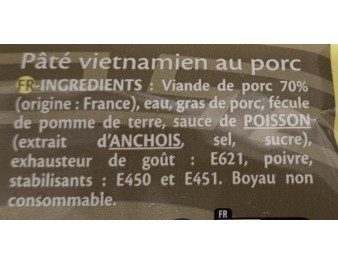 Pâté vietnamien au porc
FR-INGREDIENTS : Viande de porc 70%
(origine : France), eau, gras de porc, fécule
de pomme de terre, sauce de POISSON
(extrait d'ANCHOIS, sel, sucre),
exhausteur de goût : E621, poivre,
stabilisants : E450 et E451. Boyau non
consommable.
FR